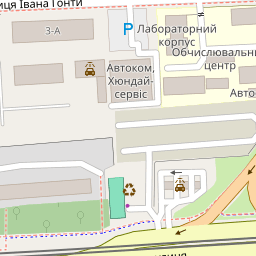 иця Івана Гонти
3-А
P
Лабораторний
корпус
Обчислювальн
центр
Автоком,
Хюндай-
сервіс
Авто-